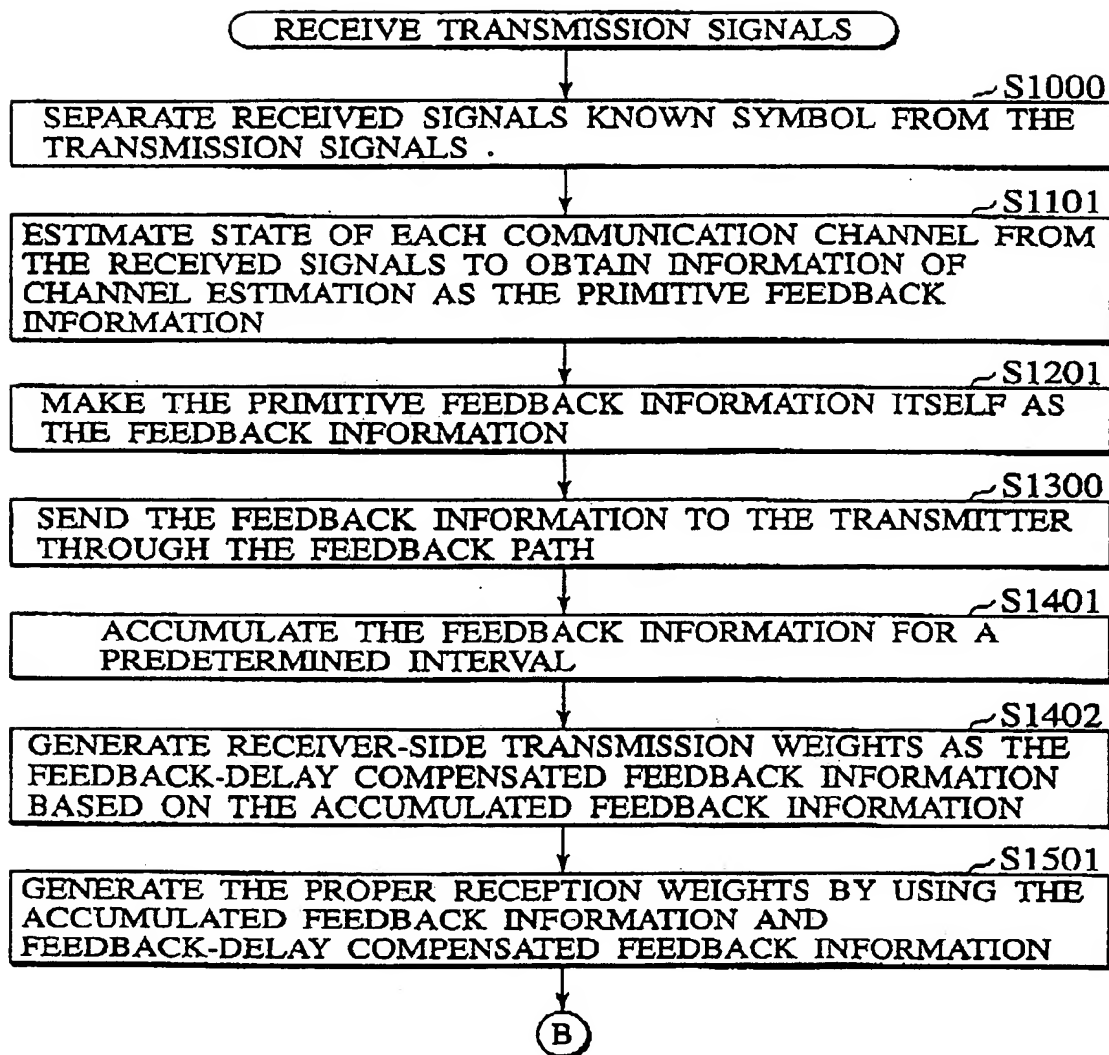 RECEIVE TRANSMISSION SIGNALS
S1000
SEPARATE RECEIVED SIGNALS KNOWN SYMBOL FROM THE
TRANSMISSION SIGNALS .
S1101
ESTIMATE STATE OF EACH COMMUNICATION CHANNEL FROM
THE RECEIVED SIGNALS TO OBTAIN INFORMATION OF
CHANNEL ESTIMATION AS THE PRIMITIVE FEEDBACK
INFORMATION
S1201
MAKE THE PRIMITIVE FEEDBACK INFORMATION ITSELF AS
THE FEEDBACK INFORMATION
S1300
SEND THE FEEDBACK INFORMATION TO THE TRANSMITTER
THROUGH THE FEEDBACK PATH
S1401
ACCUMULATE THE FEEDBACK INFORMATION FOR A
PREDETERMINED INTERVAL
S1402
GENERATE RECEIVER-SIDE TRANSMISSION WEIGHTS AS THE
FEEDBACK-DELAY COMPENSATED FEEDBACK INFORMATION
BASED ON THE ACCUMULATED FEEDBACK INFORMATION
S1501
GENERATE THE PROPER RECEPTION WEIGHTS BY USING THE
ACCUMULATED FEEDBACK INFORMATION AND
FEEDBACK-DELAY COMPENSATED FEEDBACK INFORMATION
B